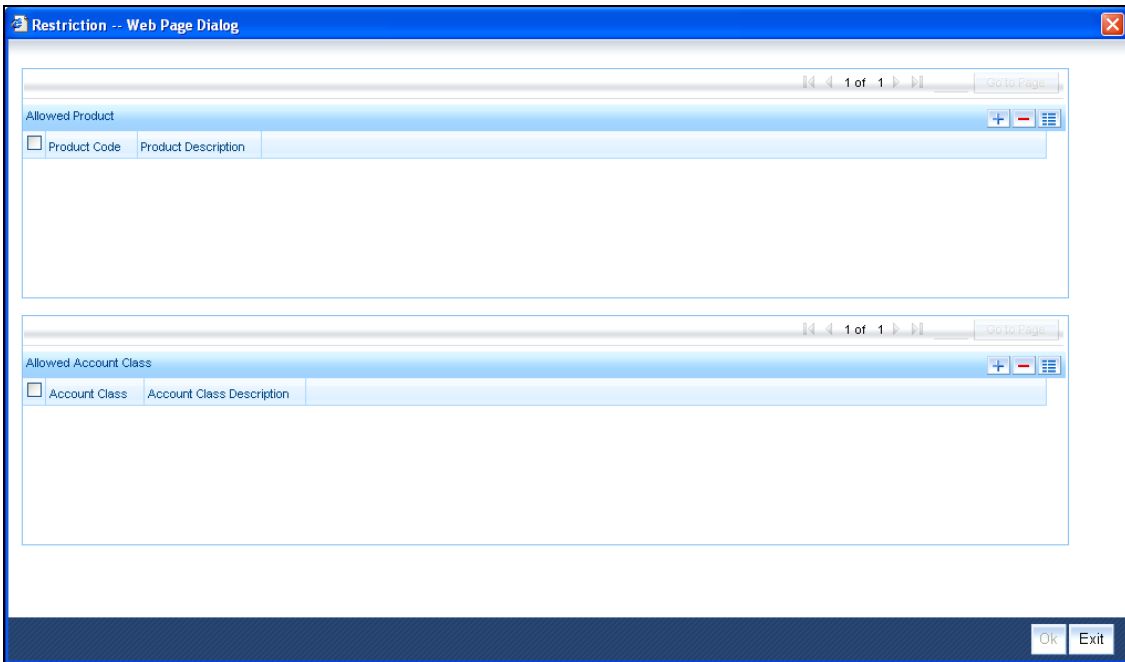 Restriction -- Web Page Dialog
1 of 1 Go to Page
Allowed Product
Product Code Product Description
1 of 1 Go to Page
Allowed Account Class
Account Class Account Class Description
Ok Exit